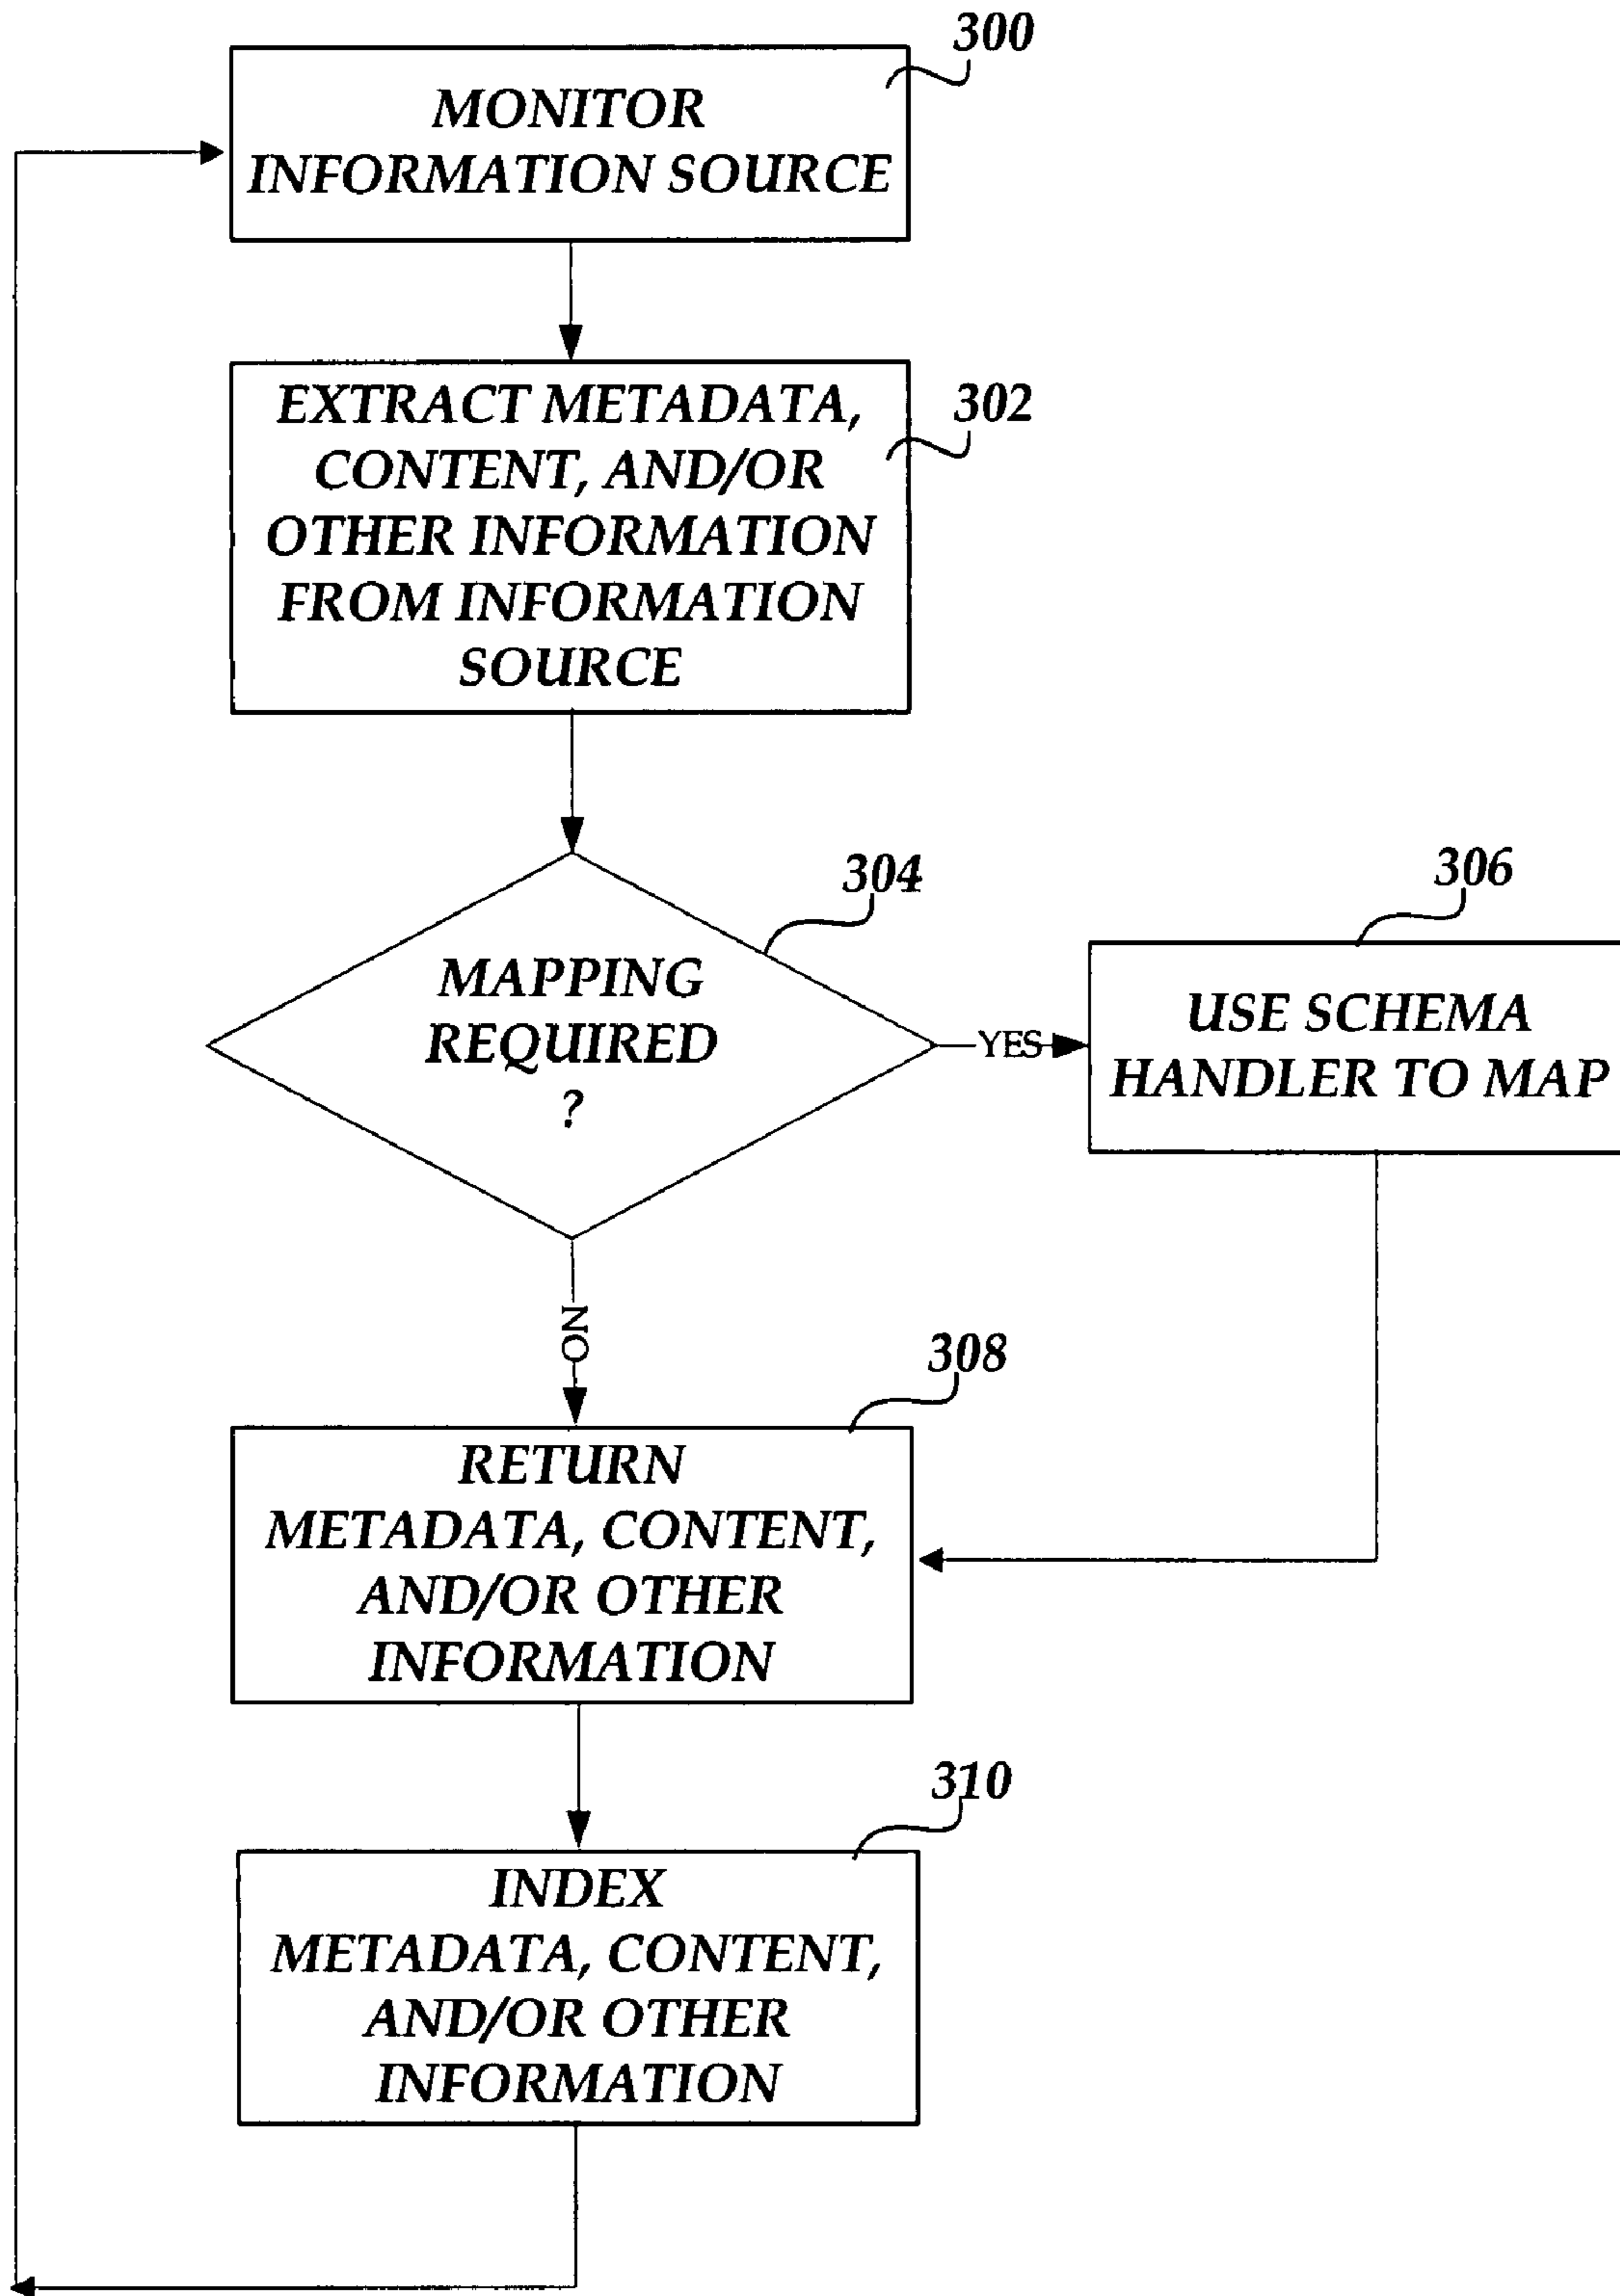 300
MONITOR
INFORMATION SOURCE
302
EXTRACT METADATA,
CONTENT, AND/OR
OTHER INFORMATION
FROM INFORMATION
SOURCE
304
MAPPING
REQUIRED
?
YES
306
USE SCHEMA
HANDLER TO MAP
NO
308
RETURN
METADATA, CONTENT,
AND/OR OTHER
INFORMATION
310
INDEX
METADATA, CONTENT,
AND/OR OTHER
INFORMATION